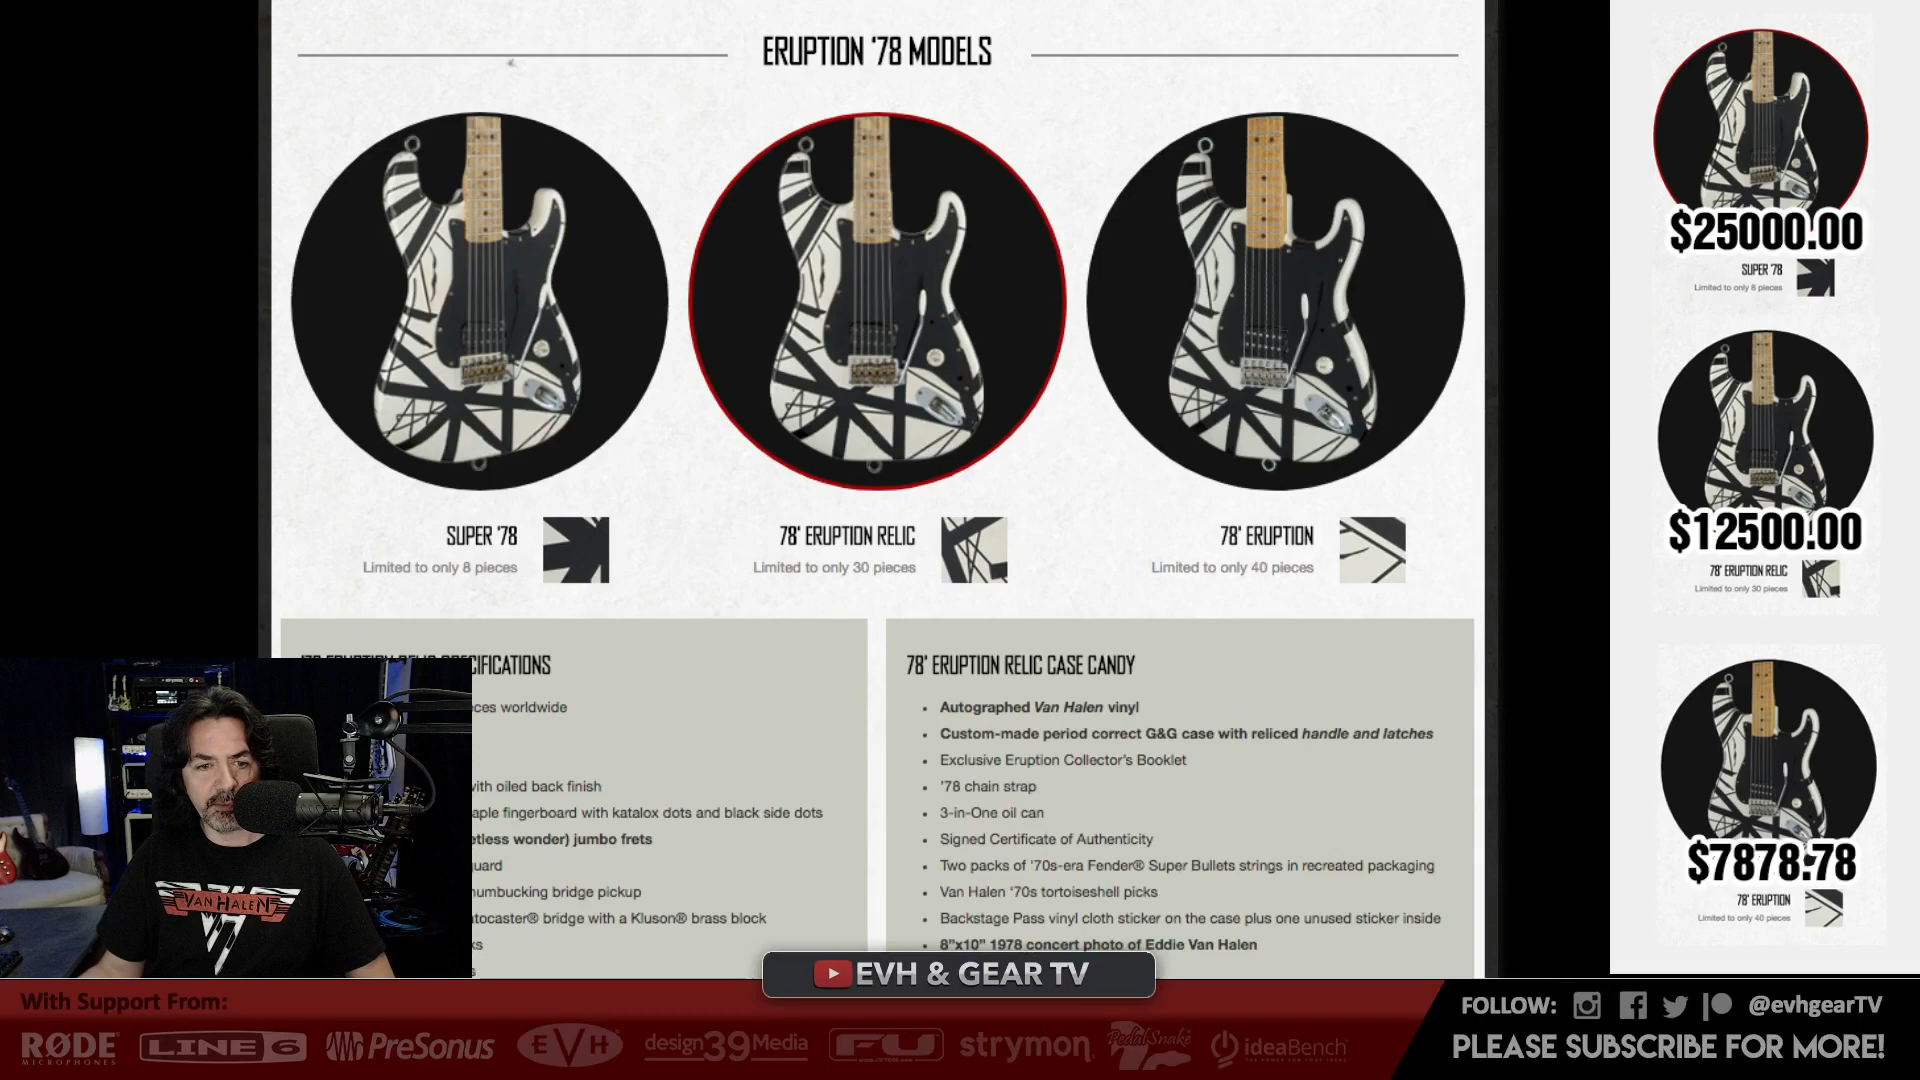 ERUPTION '78 MODELS
SUPER '78
Limited to only 8 pieces
78' ERUPTION RELIC
Limited to only 30 pieces
78' ERUPTION
Limited to only 40 pieces
$25000.00
SUPER '78
Limited to only 8 pieces
$12500.00
78' ERUPTION RELIC
Limited to only 30 pieces
$7878.78
78' ERUPTION
Limited to only 40 pieces
worldwide
with oiled back finish
fingerboard with katalox dots and black side dots
wonder) jumbo frets
bridge pickup
bridge with a Kluson® brass block
78' ERUPTION RELIC CASE CANDY
• Autographed Van Halen vinyl
• Custom-made period correct G&G case with reliced handle and latches
• Exclusive Eruption Collector's Booklet
• '78 chain strap
• 3-in-One oil can
• Signed Certificate of Authenticity
• Two packs of '70s-era Fender® Super Bullets strings in recreated packaging
• Van Halen '70s tortoiseshell picks
• Backstage Pass vinyl cloth sticker on the case plus one unused sticker inside
• 8"x10" 1978 concert photo of Eddie Van Halen
VAN HALEN
EVH & GEAR TV
With Support From:
RØDE
MICROPHONES
LINE 6
PreSonus
EVH
design39Media
FU
strymon
PedalSnake
ideaBench
FOLLOW: @evhgearTV
PLEASE SUBSCRIBE FOR MORE!